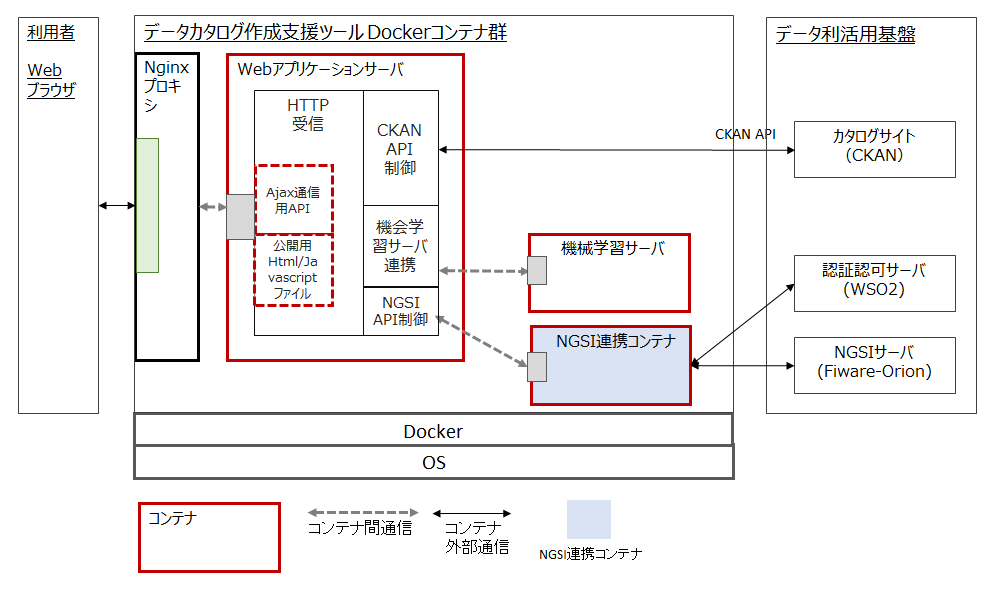 利用者
Web
ブラウザ
データカタログ作成支援ツール Dockerコンテナ群
Nginx
プロキ
シ
Webアプリケーションサーバ
HTTP
受信
Ajax通信
用API
公開用
Html/Ja
vascript
ファイル
CKAN
API
制御
機会学
習サーバ
連携
NGSI
API制御
機械学習サーバ
NGSI連携コンテナ
CKAN API
データ利活用基盤
カタログサイト
(CKAN)
認証認可サーバ
(WSO2)
NGSIサーバ
(Fiware-Orion)
Docker
OS
コンテナ
コンテナ間通信
コンテナ
外部通信
NGSI連携コンテナ